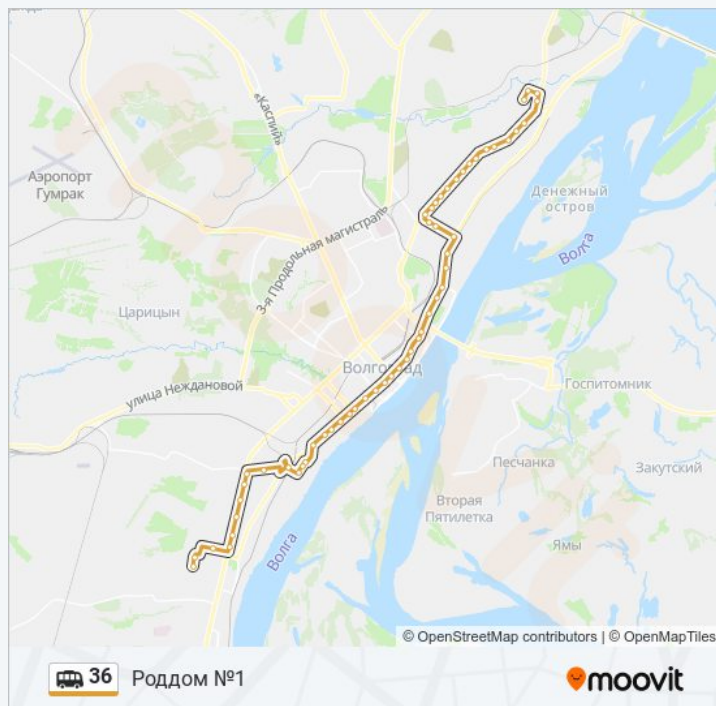 «Каспий»
Аэропорт
Гумрак
Денежный
остров
3-я Продольная магистраль
Волга
Царицын
Волгоград
улица Неждановой
Госпитомник
Песчанка
Закутский
Вторая
Пятилетка
Ямы
Волга
© OpenStreetMap contributors | © OpenMapTiles
36 Роддом №1
moovit